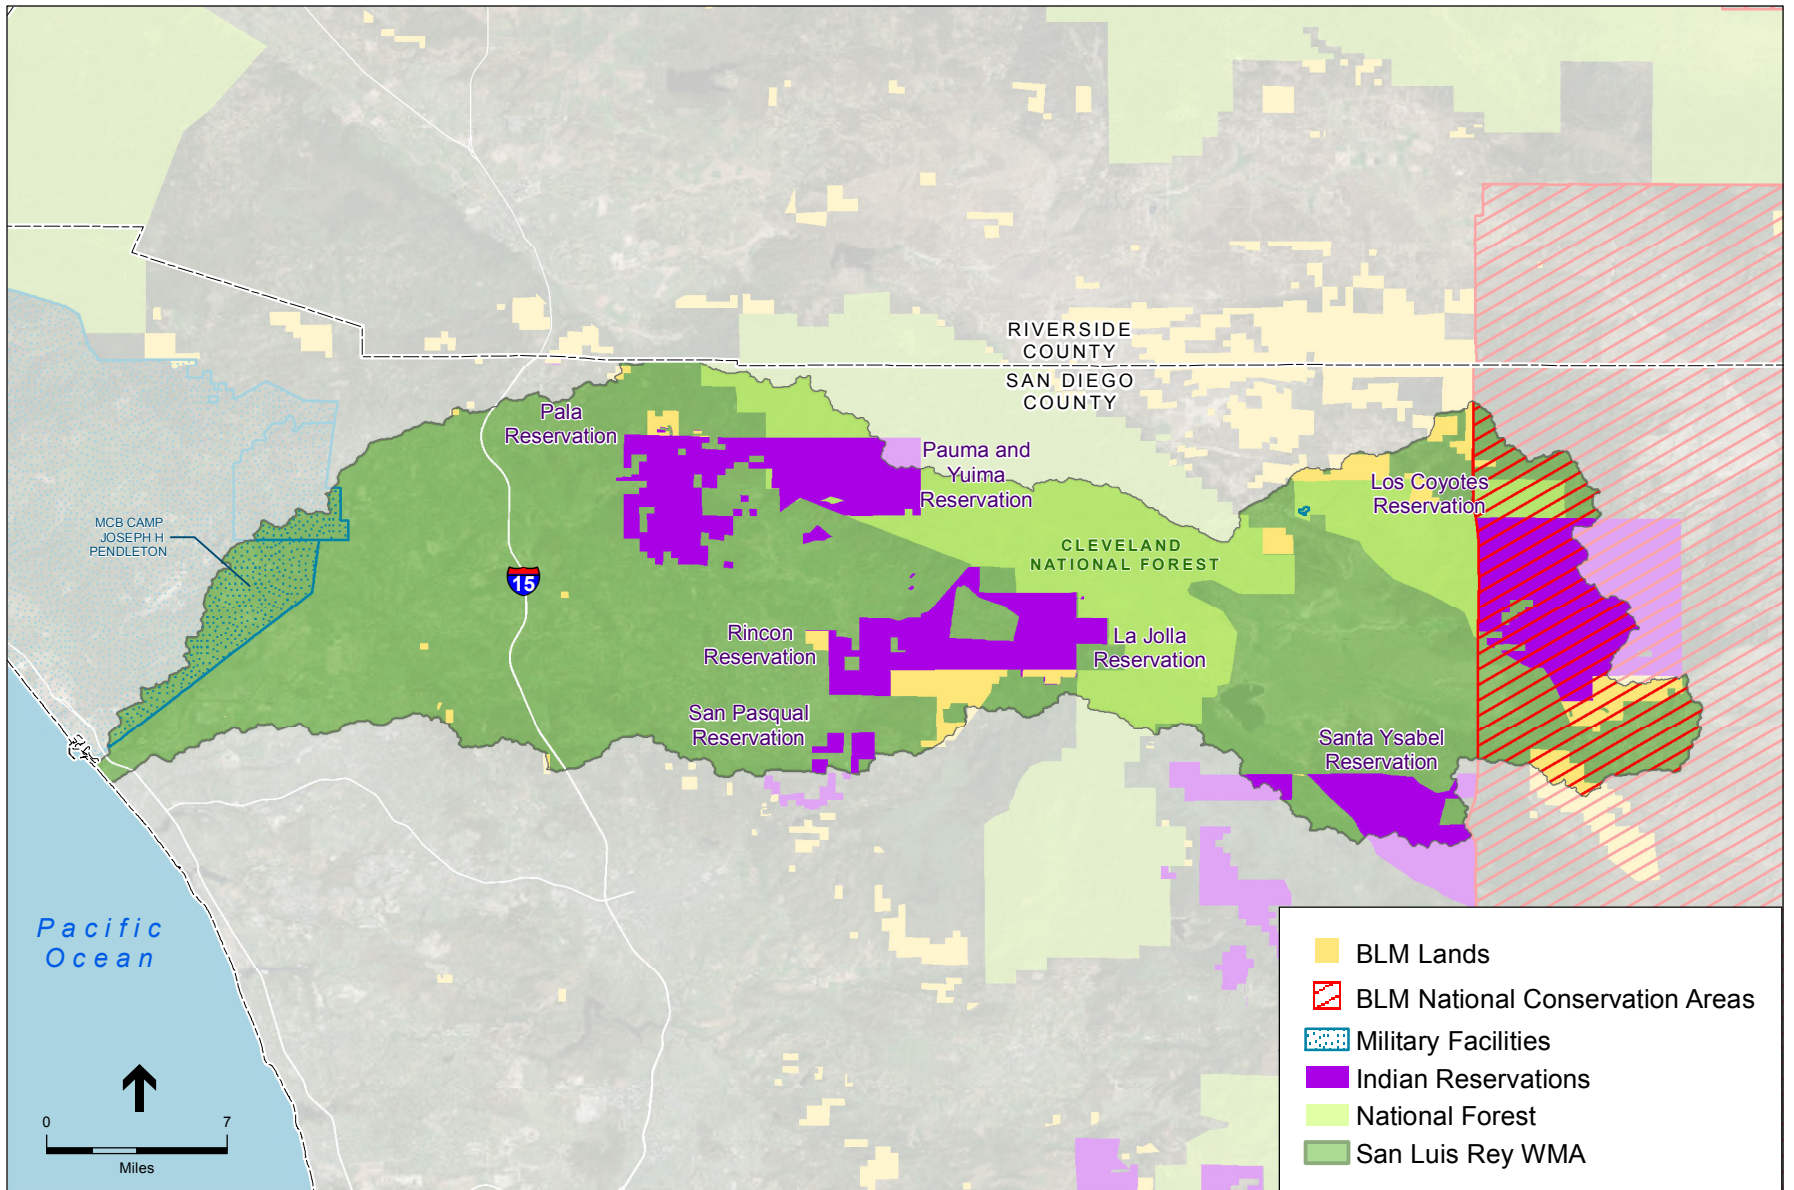 RIVERSIDE
COUNTY
SAN DIEGO
COUNTY
Pala
Reservation
Pauma and
Yuima
Reservation
Los Coyotes
Reservation
MCB CAMP
JOSEPH H
PENDLETON
CLEVELAND
NATIONAL FOREST
15
Rincon
Reservation
La Jolla
Reservation
San Pasqual
Reservation
Santa Ysabel
Reservation
Pacific
Ocean
0 7
Miles
BLM Lands
BLM National Conservation Areas
Military Facilities
Indian Reservations
National Forest
San Luis Rey WMA